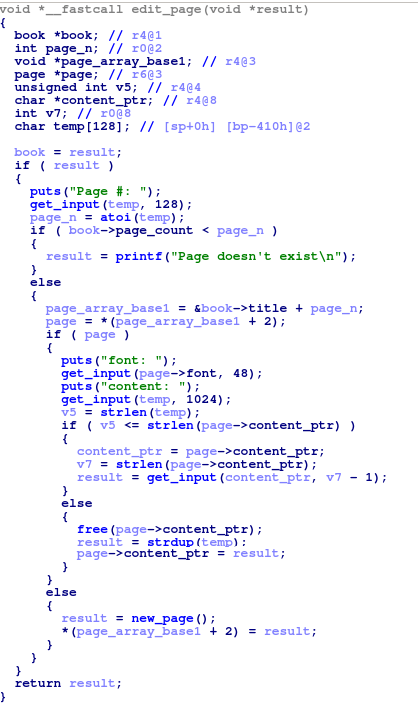 void *__fastcall edit_page(void *result)
{
  book *book; // r4@1
  int page_n; // r0@2
  void *page_array_base1; // r4@3
  page *page; // r6@3
  unsigned int v5; // r4@4
  char *content_ptr; // r4@8
  int v7; // r0@8
  char temp[128]; // [sp+0h] [bp-410h]@2

  book = result;
  if ( result )
  {
    puts("Page #: ");
    get_input(temp, 128);
    page_n = atoi(temp);
    if ( book->page_count < page_n )
    {
      result = printf("Page doesn't exist\n");
    }
    else
    {
      page_array_base1 = &book->title + page_n;
      page = *(page_array_base1 + 2);
      if ( page )
      {
        puts("font: ");
        get_input(page->font, 48);
        puts("content: ");
        get_input(temp, 1024);
        v5 = strlen(temp);
        if ( v5 <= strlen(page->content_ptr) )
        {
          content_ptr = page->content_ptr;
          v7 = strlen(page->content_ptr);
          result = get_input(content_ptr, v7 - 1);
        }
        else
        {
          free(page->content_ptr);
          result = strdup(temp);
          page->content_ptr = result;
        }
      }
      else
      {
        result = new_page();
        *(page_array_base1 + 2) = result;
      }
    }
  }
  return result;
}